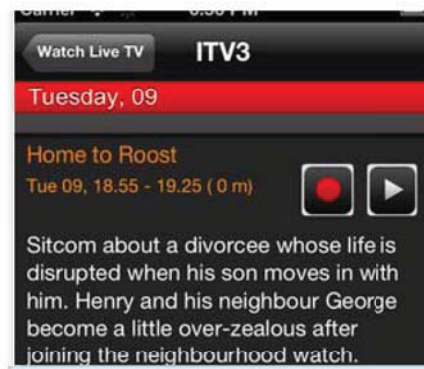 Watch Live TV ITV3
Tuesday, 09
Home to Roost
Tue 09, 18.55 - 19.25 ( 0 m)
Sitcom about a divorcee whose life is
disrupted when his son moves in with
him. Henry and his neighbour George
become a little over-zealous after
joining the neighbourhood watch.